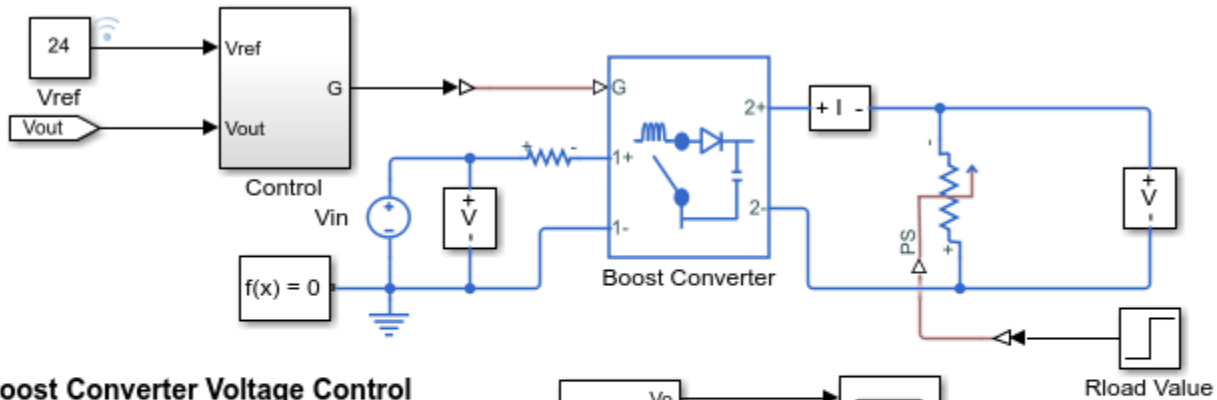 24
Vref
Vout
Vref
Vout
G
Control
Vin
+
-
+
V
-
f(x) = 0
+
-
G
1+
1-
2+
2-
Boost Converter
+ I -
-
+
PS
+
V
-
Rload Value
oost Converter Voltage Control
Vo